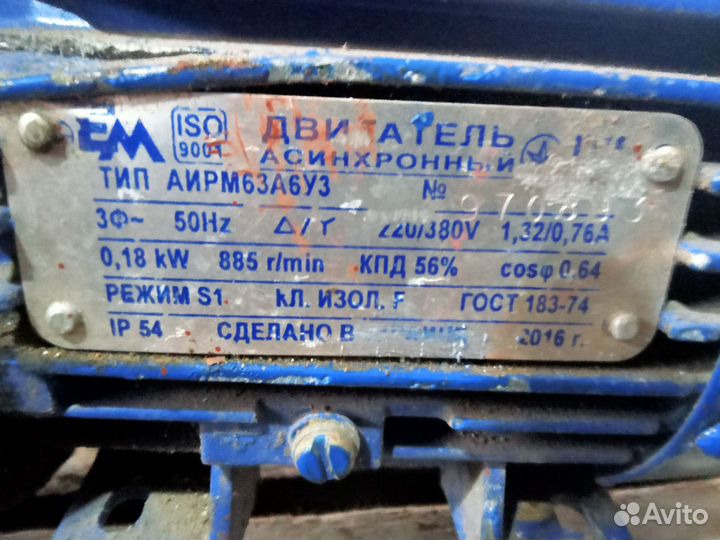 ЕМ ISO 9001 ДВИГАТЕЛЬ
АСИНХРОННЫЙ
ТИП АИРМ63А6У3 №
3Ф~ 50Hz Δ/Y 220/380V 1,32/0,76А
0,18 kW 885 r/min КПД 56% cosφ 0,64
РЕЖИМ S1 кЛ. ИЗОЛ. F ГОСТ 183-74
IP 54 СДЕЛАНО В 2016 г.
Avito